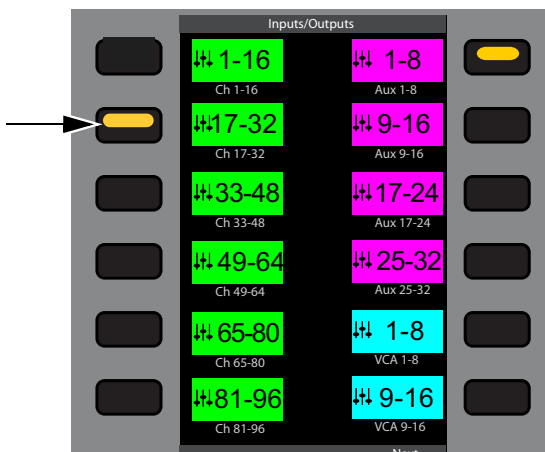 Inputs/Outputs
1-16
Ch 1-16
17-32
Ch 17-32
33-48
Ch 33-48
49-64
Ch 49-64
65-80
Ch 65-80
81-96
Ch 81-96
1-8
Aux 1-8
9-16
Aux 9-16
17-24
Aux 17-24
25-32
Aux 25-32
1-8
VCA 1-8
9-16
VCA 9-16